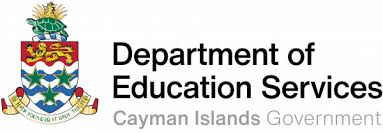 Department of
Education Services
Cayman Islands Government